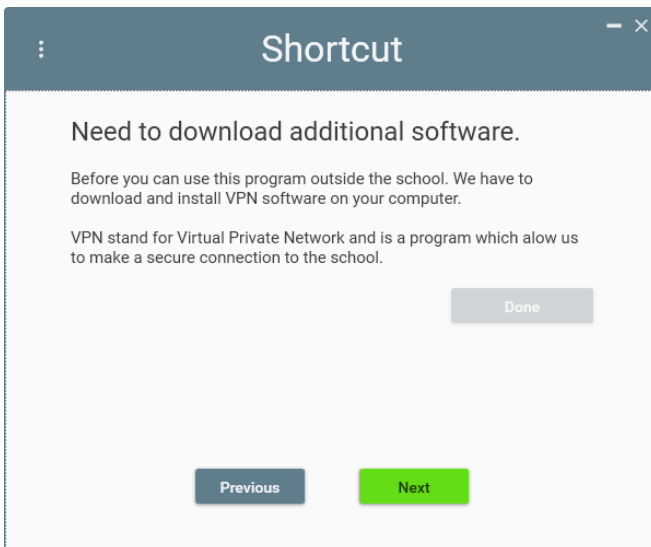 Shortcut
Need to download additional software.
Before you can use this program outside the school. We have to
download and install VPN software on your computer.
VPN stand for Virtual Private Network and is a program which alow us
to make a secure connection to the school.
Done
Previous
Next